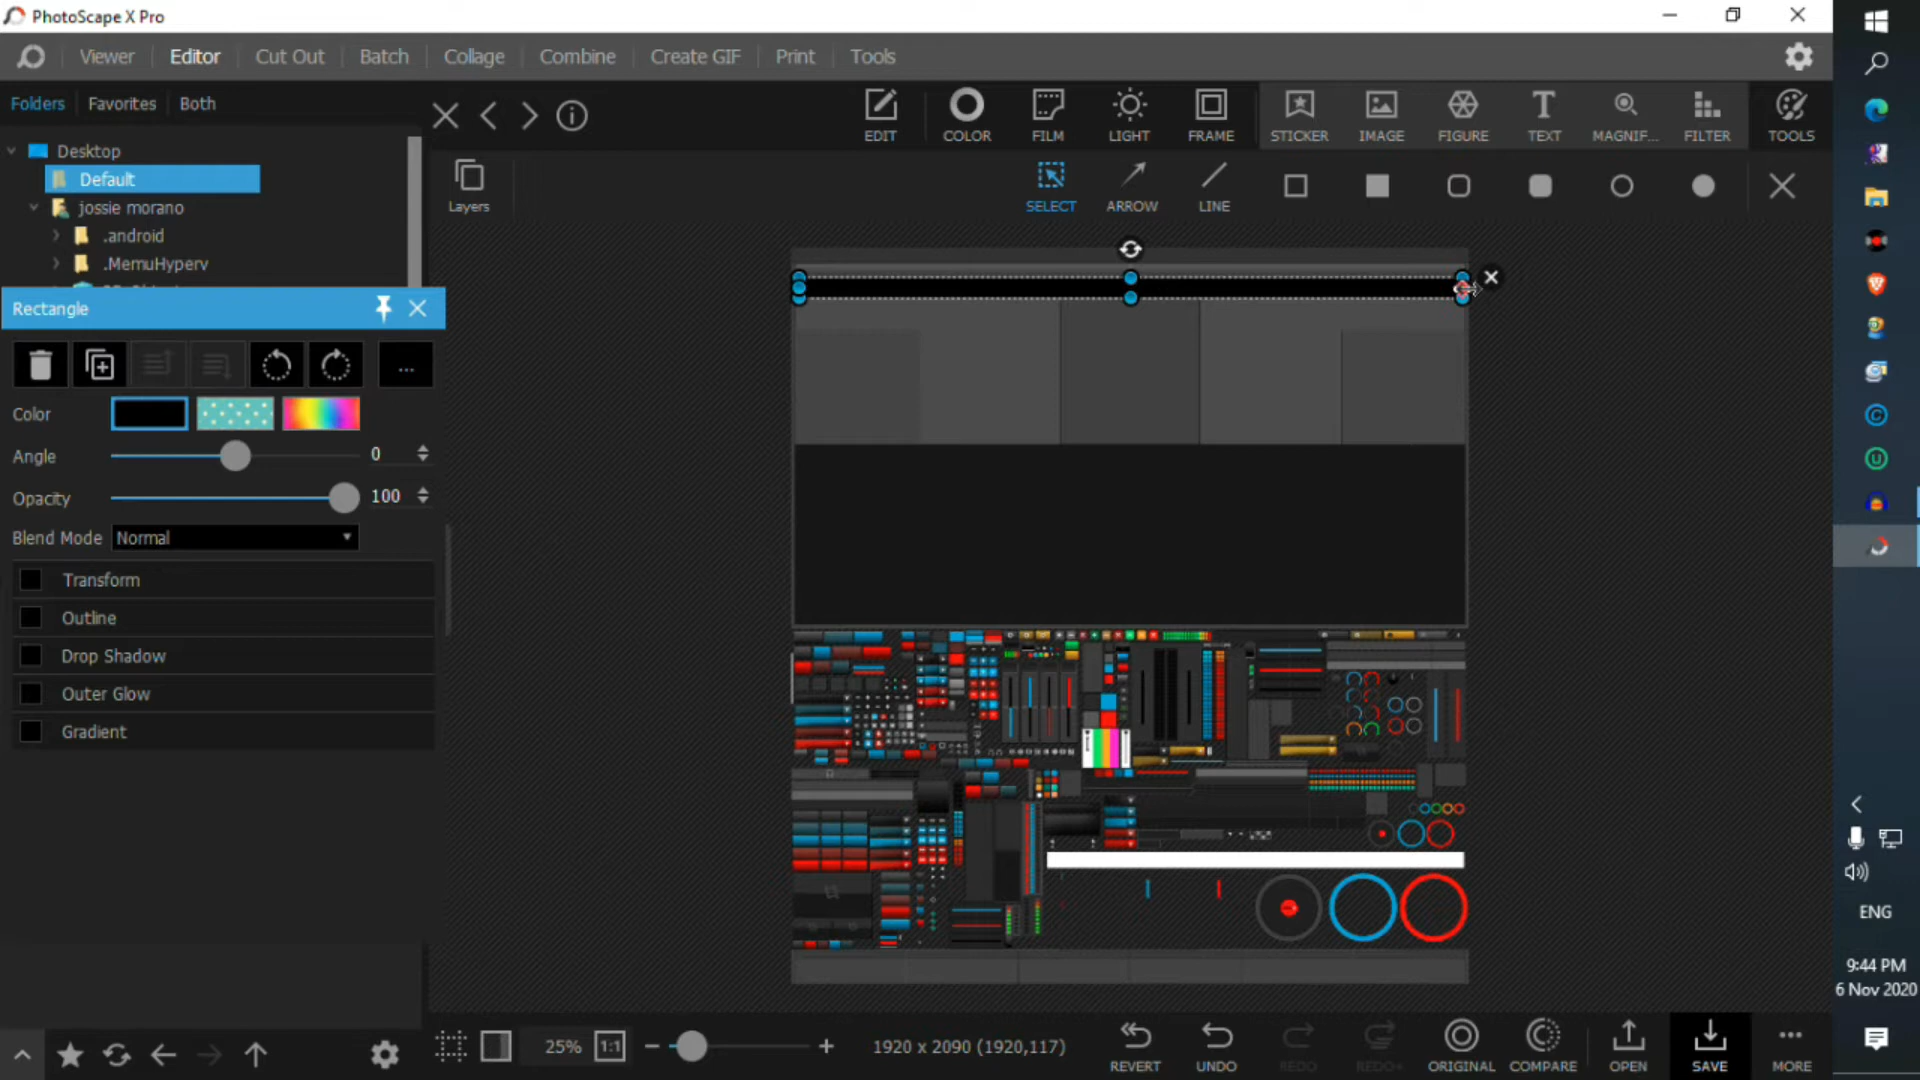 PhotoScape X Pro
Viewer
Editor
Cut Out
Batch
Collage
Combine
Create GIF
Print
Tools
Folders
Favorites
Both
EDIT
COLOR
FILM
LIGHT
FRAME
STICKER
IMAGE
FIGURE
TEXT
MAGNIF...
FILTER
TOOLS
Desktop
Default
jossie morano
.android
.MemuHyperv
Layers
SELECT
ARROW
LINE
Rectangle
...
Color
Angle
0
Opacity
100
Blend Mode
Normal
Transform
Outline
Drop Shadow
Outer Glow
Gradient
ENG
9:44 PM
6 Nov 2020
25%
1:1
1920 x 2090 (1920,117)
REVERT
UNDO
REDO
REDO+
ORIGINAL
COMPARE
OPEN
SAVE
MORE